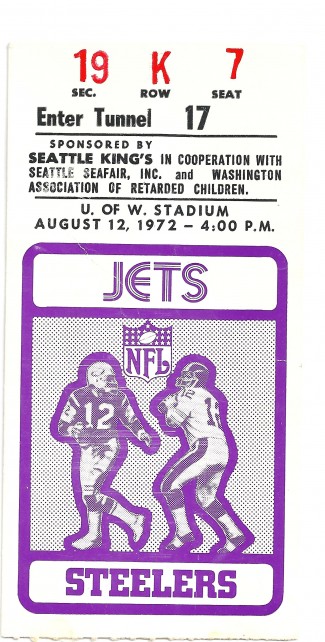 19 K 7
SEC. ROW SEAT
Enter Tunnel 17
SPONSORED BY
SEATTLE KING'S IN COOPERATION WITH
SEATTLE SEAFAIR, INC. and WASHINGTON
ASSOCIATION OF RETARDED CHILDREN.
U. OF W. STADIUM
AUGUST 12, 1972 – 4:00 P.M.
JETS
NFL
12 12
STEELERS